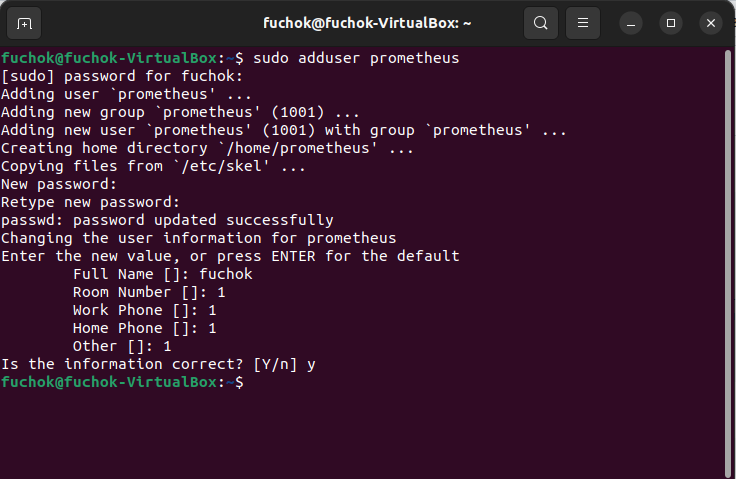 fuchok@fuchok-VirtualBox: ~
fuchok@fuchok-VirtualBox:~$ sudo adduser prometheus
[sudo] password for fuchok:
Adding user `prometheus' ...
Adding new group `prometheus' (1001) ...
Adding new user `prometheus' (1001) with group `prometheus' ...
Creating home directory `/home/prometheus' ...
Copying files from `/etc/skel' ...
New password:
Retype new password:
passwd: password updated successfully
Changing the user information for prometheus
Enter the new value, or press ENTER for the default
        Full Name []: fuchok
        Room Number []: 1
        Work Phone []: 1
        Home Phone []: 1
        Other []: 1
Is the information correct? [Y/n] y
fuchok@fuchok-VirtualBox:~$